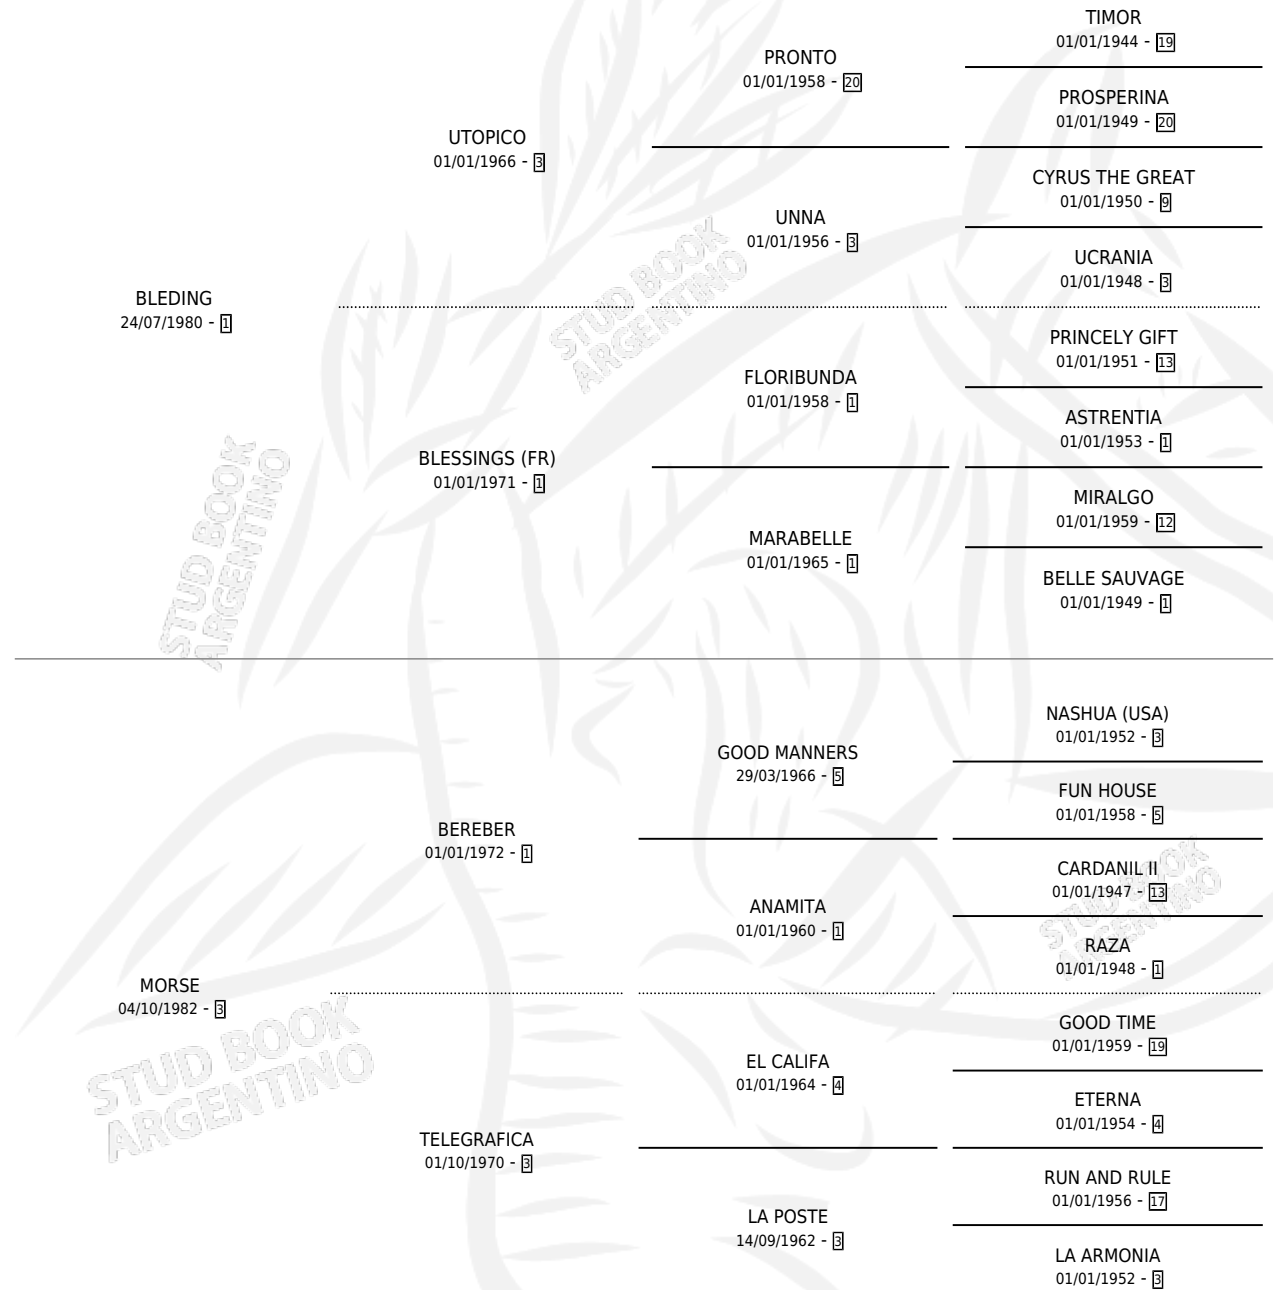 TIMOR
01/01/1944 - 19
PRONTO
01/01/1958 - 20
PROSPERINA
01/01/1949 - 20
UTOPICO
01/01/1966 - 3
CYRUS THE GREAT
01/01/1950 - 9
UNNA
01/01/1956 - 3
UCRANIA
01/01/1948 - 3
BLEDING
24/07/1980 - 1
STUD BOOK
ARGENTINO
PRINCELY GIFT
01/01/1951 - 13
FLORIBUNDA
01/01/1958 - 1
ASTRENTIA
01/01/1953 - 1
BLESSINGS (FR)
01/01/1971 - 1
MIRALGO
01/01/1959 - 12
MARABELLE
01/01/1965 - 1
BELLE SAUVAGE
01/01/1949 - 1
STUD BOOK
ARGENTINO
NASHUA (USA)
01/01/1952 - 3
GOOD MANNERS
29/03/1966 - 5
FUN HOUSE
01/01/1958 - 5
BEREBER
01/01/1972 - 1
CARDANIL II
01/01/1947 - 13
STUD BOOK
ARGENTINO
ANAMITA
01/01/1960 - 1
RAZA
01/01/1948 - 1
MORSE
04/10/1982 - 3
GOOD TIME
01/01/1959 - 19
STUD BOOK
ARGENTINO
EL CALIFA
01/01/1964 - 4
ETERNA
01/01/1954 - 4
TELEGRAFICA
01/10/1970 - 3
RUN AND RULE
01/01/1956 - 17
LA POSTE
14/09/1962 - 3
LA ARMONIA
01/01/1952 - 3